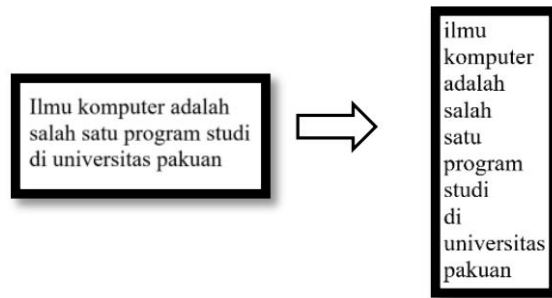 Ilmu komputer adalah
salah satu program studi
di universitas pakuan
ilmu
komputer
adalah
salah
satu
program
studi
di
universitas
pakuan